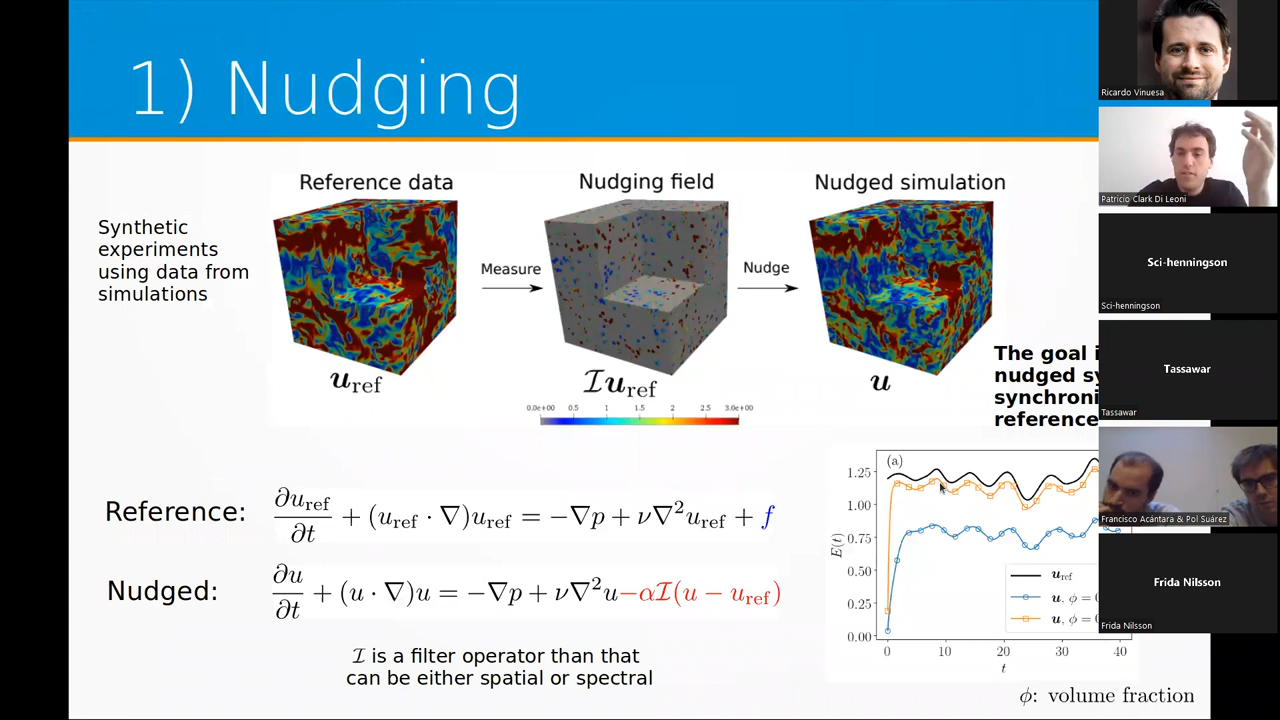 1) Nudging
Reference data
Nudging field
Nudged simulation
Synthetic
experiments
using data from
simulations
Measure
Nudge
u_ref
𝓘u_ref
u
0.0e+00 0.5 1 1.5 2 2.5 3.0e+00
The goal
nudged
reference
Reference: ∂u_ref/∂t + (u_ref · ∇)u_ref = −∇p + ν∇²u_ref + f
Nudged: ∂u/∂t + (u · ∇)u = −∇p + ν∇²u−α𝓘(u − u_ref)
𝓘 is a filter operator than that
can be either spatial or spectral
(a)
1.25
1.00
0.75
0.50
0.25
0.00
E(t)
0 10 20 30 40
t
u_ref
u, ϕ =
u, ϕ =
ϕ: volume fraction
Ricardo Vinuesa
Patricio Clark Di Leoni
Sci-henningson
Sci-henningson
Tassawar
Tassawar
Francisco Acántara & Pol Suárez
Frida Nilsson
Frida Nilsson